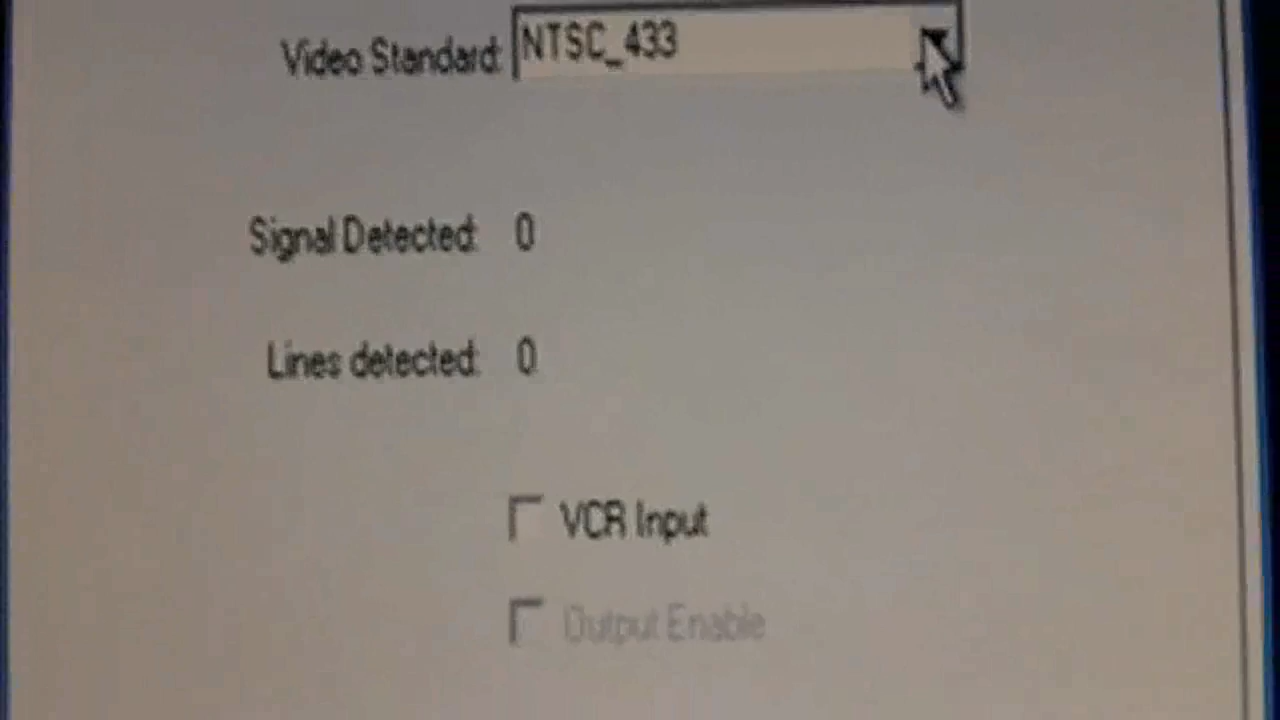 Video Standard: NTSC_433
Signal Detected: 0
Lines detected: 0
VCR Input
Output Enable